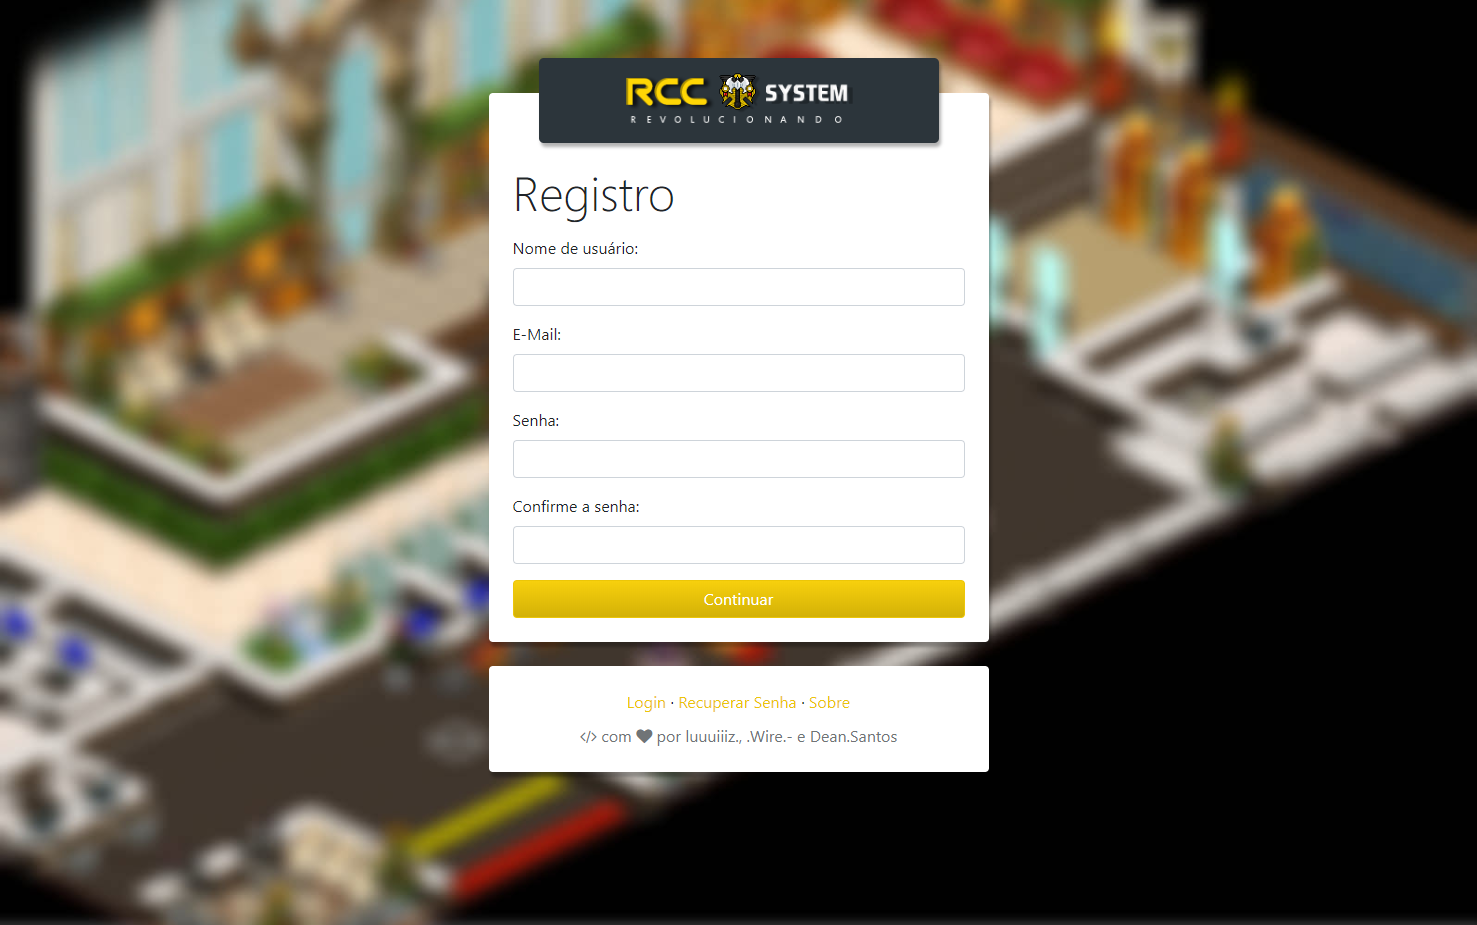 RCC SYSTEM
REVOLUCIONANDO
Registro
Nome de usuário:
E-Mail:
Senha:
Confirme a senha:
Continuar
Login · Recuperar Senha · Sobre
</> com ♥ por luuuiiiz., .Wire.- e Dean.Santos